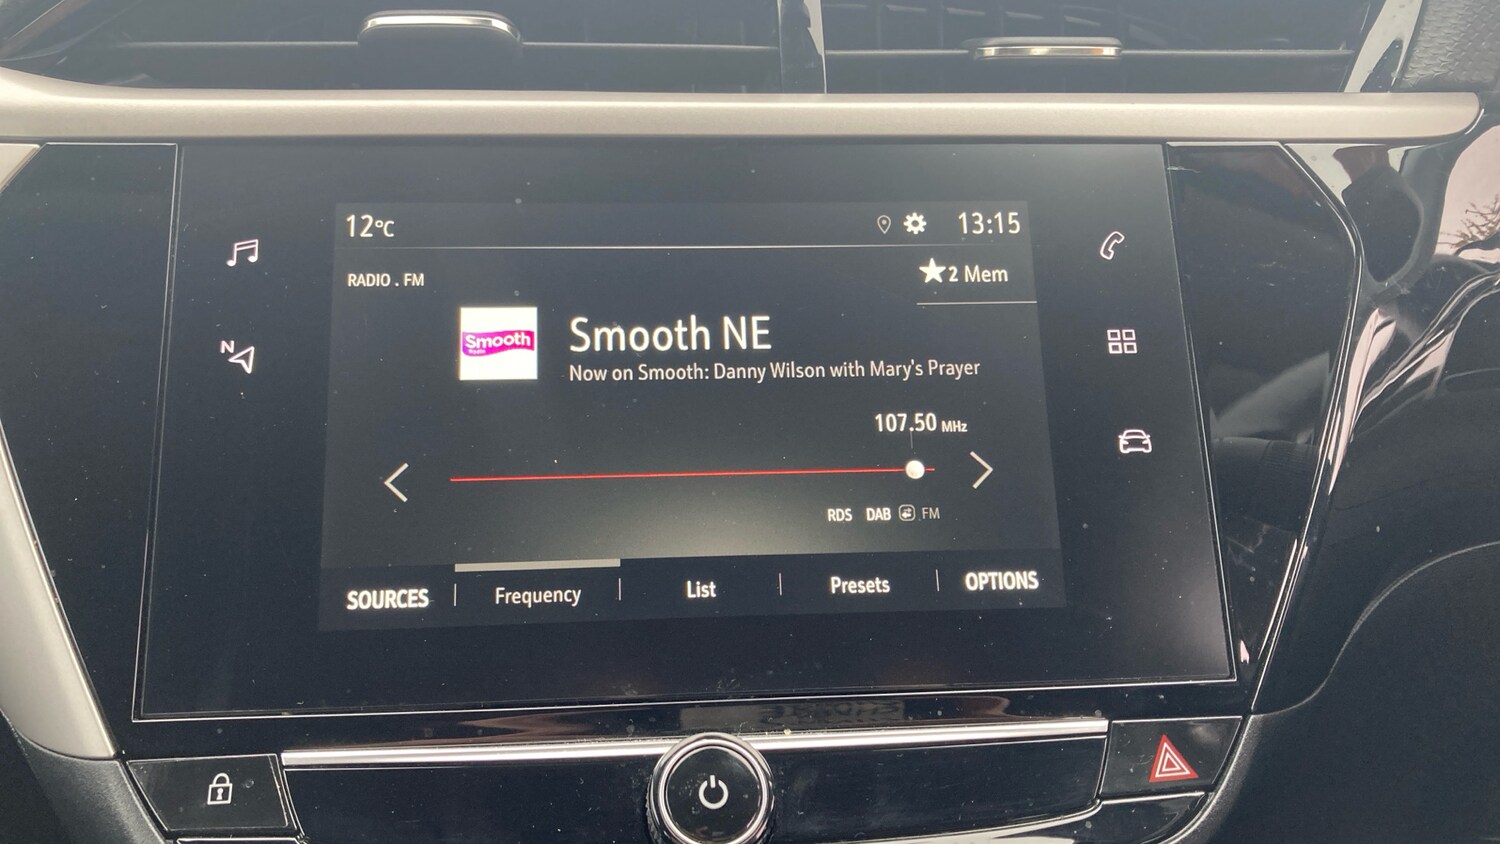 12°C
13:15
RADIO . FM
2 Mem
Smooth
Radio
Smooth NE
Now on Smooth: Danny Wilson with Mary's Prayer
107.50 MHz
RDS DAB FM
SOURCES
Frequency
List
Presets
OPTIONS
N